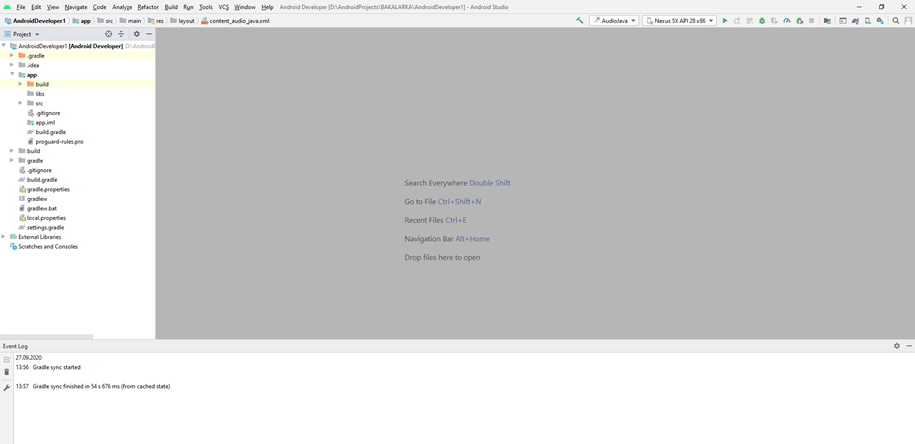 File Edit View Navigate Code Analyze Refactor Build Run Tools VCS Window Help Android Developer [D:\AndroidProjects\BAKALARKA\AndroidDeveloper1] - Android Studio
AndroidDeveloper1 app src main res layout content_audio_java.xml AudioJava Nexus 5X API 28 x86
Project
AndroidDeveloper1 [Android Developer] D:\Android
.gradle
.idea
app
build
libs
src
.gitignore
app.iml
build.gradle
proguard-rules.pro
build
gradle
.gitignore
build.gradle
gradle.properties
gradlew
gradlew.bat
local.properties
settings.gradle
External Libraries
Scratches and Consoles
Search Everywhere Double Shift
Go to File Ctrl+Shift+N
Recent Files Ctrl+E
Navigation Bar Alt+Home
Drop files here to open
Event Log
27.09.2020
13:56 Gradle sync started
13:57 Gradle sync finished in 54 s 676 ms (from cached state)